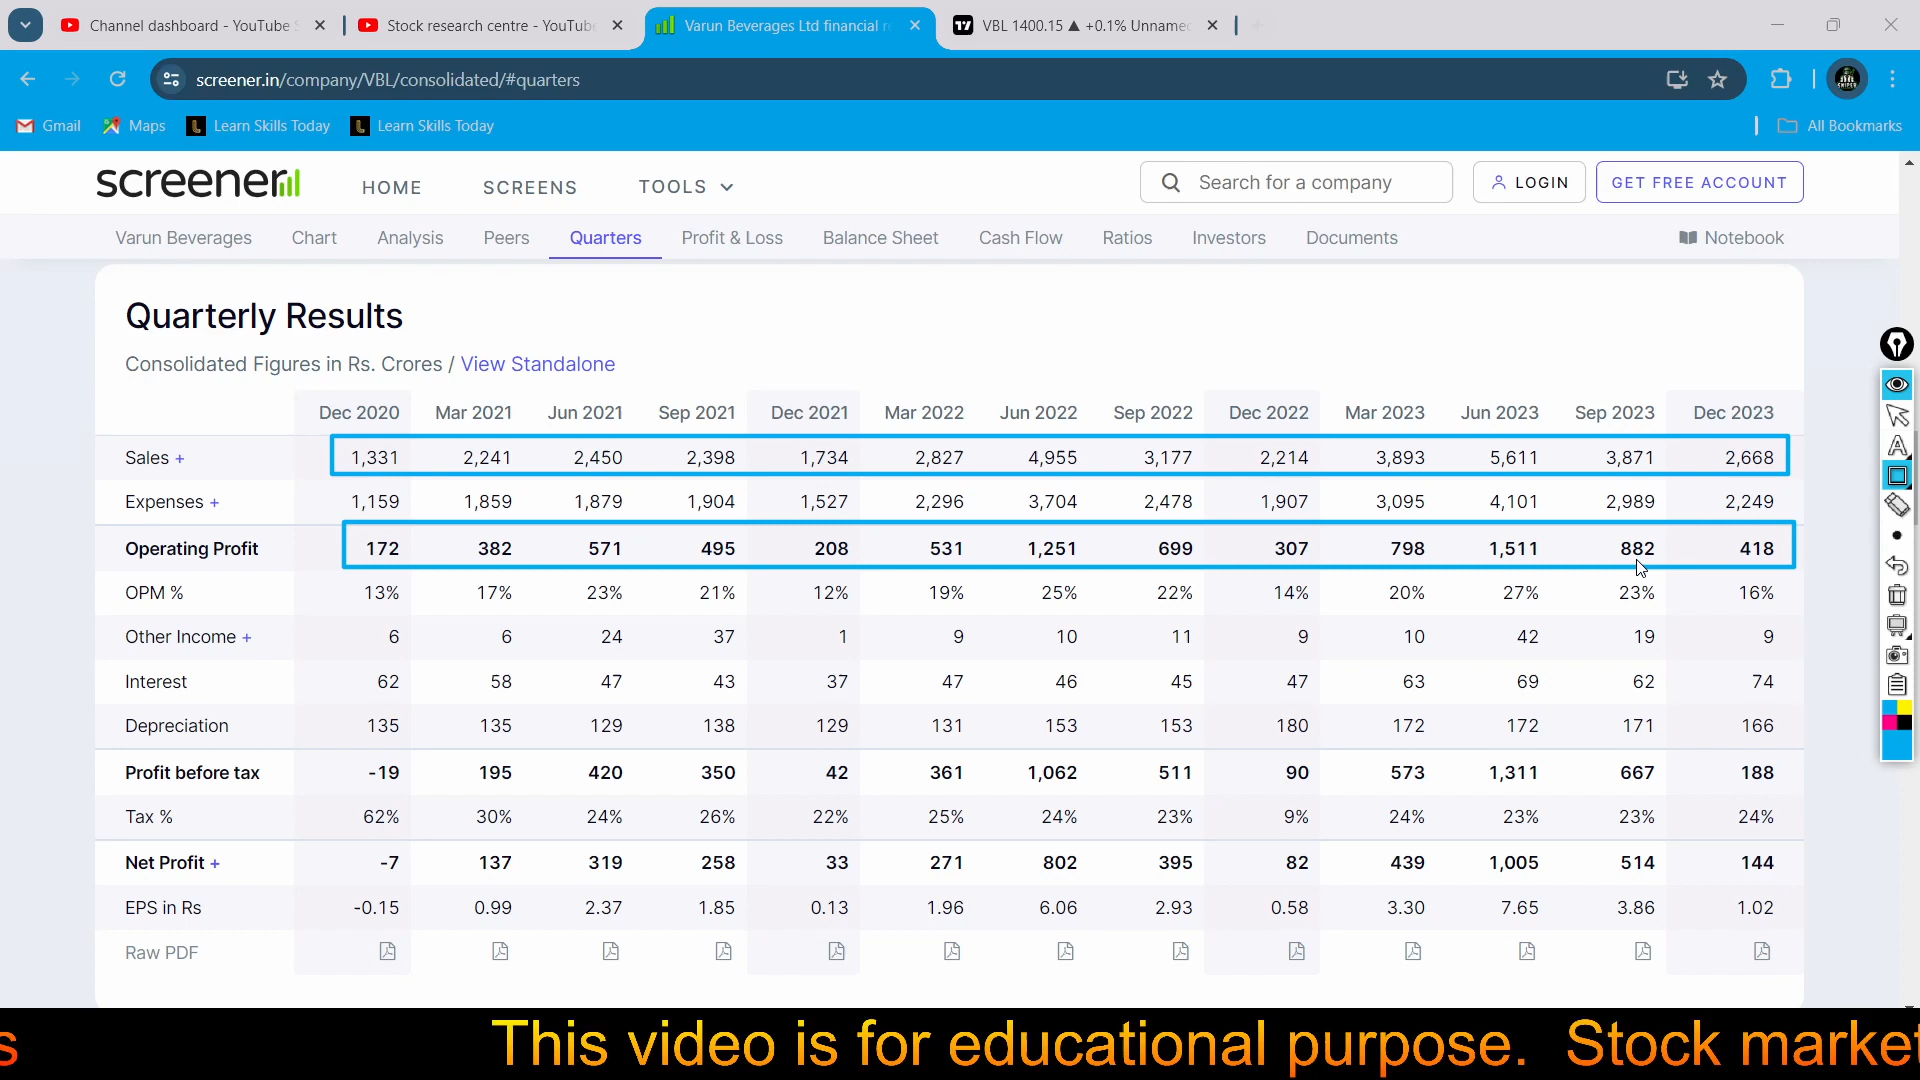 Channel dashboard - YouTube S
Stock research centre - YouTube
Varun Beverages Ltd financial r
VBL 1400.15 ▲ +0.1% Unnamed
screener.in/company/VBL/consolidated/#quarters
Gmail Maps Learn Skills Today Learn Skills Today All Bookmarks
screener HOME SCREENS TOOLS Search for a company LOGIN GET FREE ACCOUNT
Varun Beverages Chart Analysis Peers Quarters Profit & Loss Balance Sheet Cash Flow Ratios Investors Documents Notebook
Quarterly Results
Consolidated Figures in Rs. Crores / View Standalone
Dec 2020 Mar 2021 Jun 2021 Sep 2021 Dec 2021 Mar 2022 Jun 2022 Sep 2022 Dec 2022 Mar 2023 Jun 2023 Sep 2023 Dec 2023
Sales + 1,331 2,241 2,450 2,398 1,734 2,827 4,955 3,177 2,214 3,893 5,611 3,871 2,668
Expenses + 1,159 1,859 1,879 1,904 1,527 2,296 3,704 2,478 1,907 3,095 4,101 2,989 2,249
Operating Profit 172 382 571 495 208 531 1,251 699 307 798 1,511 882 418
OPM % 13% 17% 23% 21% 12% 19% 25% 22% 14% 20% 27% 23% 16%
Other Income + 6 6 24 37 1 9 10 11 9 10 42 19 9
Interest 62 58 47 43 37 47 46 45 47 63 69 62 74
Depreciation 135 135 129 138 129 131 153 153 180 172 172 171 166
Profit before tax -19 195 420 350 42 361 1,062 511 90 573 1,311 667 188
Tax % 62% 30% 24% 26% 22% 25% 24% 23% 9% 24% 23% 23% 24%
Net Profit + -7 137 319 258 33 271 802 395 82 439 1,005 514 144
EPS in Rs -0.15 0.99 2.37 1.85 0.13 1.96 6.06 2.93 0.58 3.30 7.65 3.86 1.02
Raw PDF
s This video is for educational purpose. Stock market